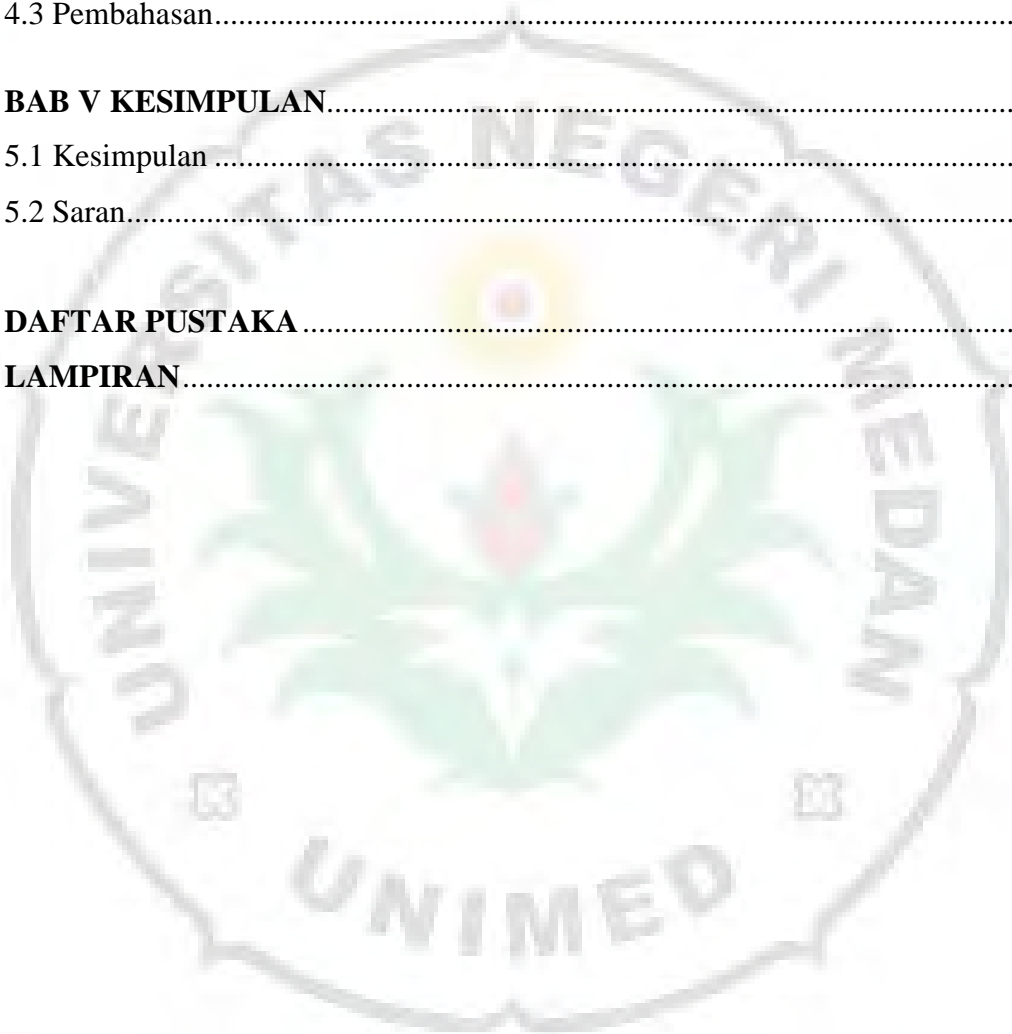 4.3 Pembahasan....................................................................................................
BAB V KESIMPULAN.......................................................................................
5.1 Kesimpulan ....................................................................................................
5.2 Saran...............................................................................................................
DAFTAR PUSTAKA ..........................................................................................
LAMPIRAN.........................................................................................................
UNIVERSITAS NEGERI MEDAN
UNIMED